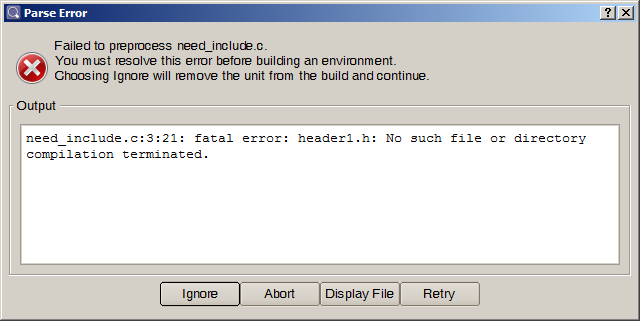 Parse Error
Failed to preprocess need_include.c.
You must resolve this error before building an environment.
Choosing Ignore will remove the unit from the build and continue.
Output
need_include.c:3:21: fatal error: header1.h: No such file or directory
compilation terminated.
Ignore Abort Display File Retry